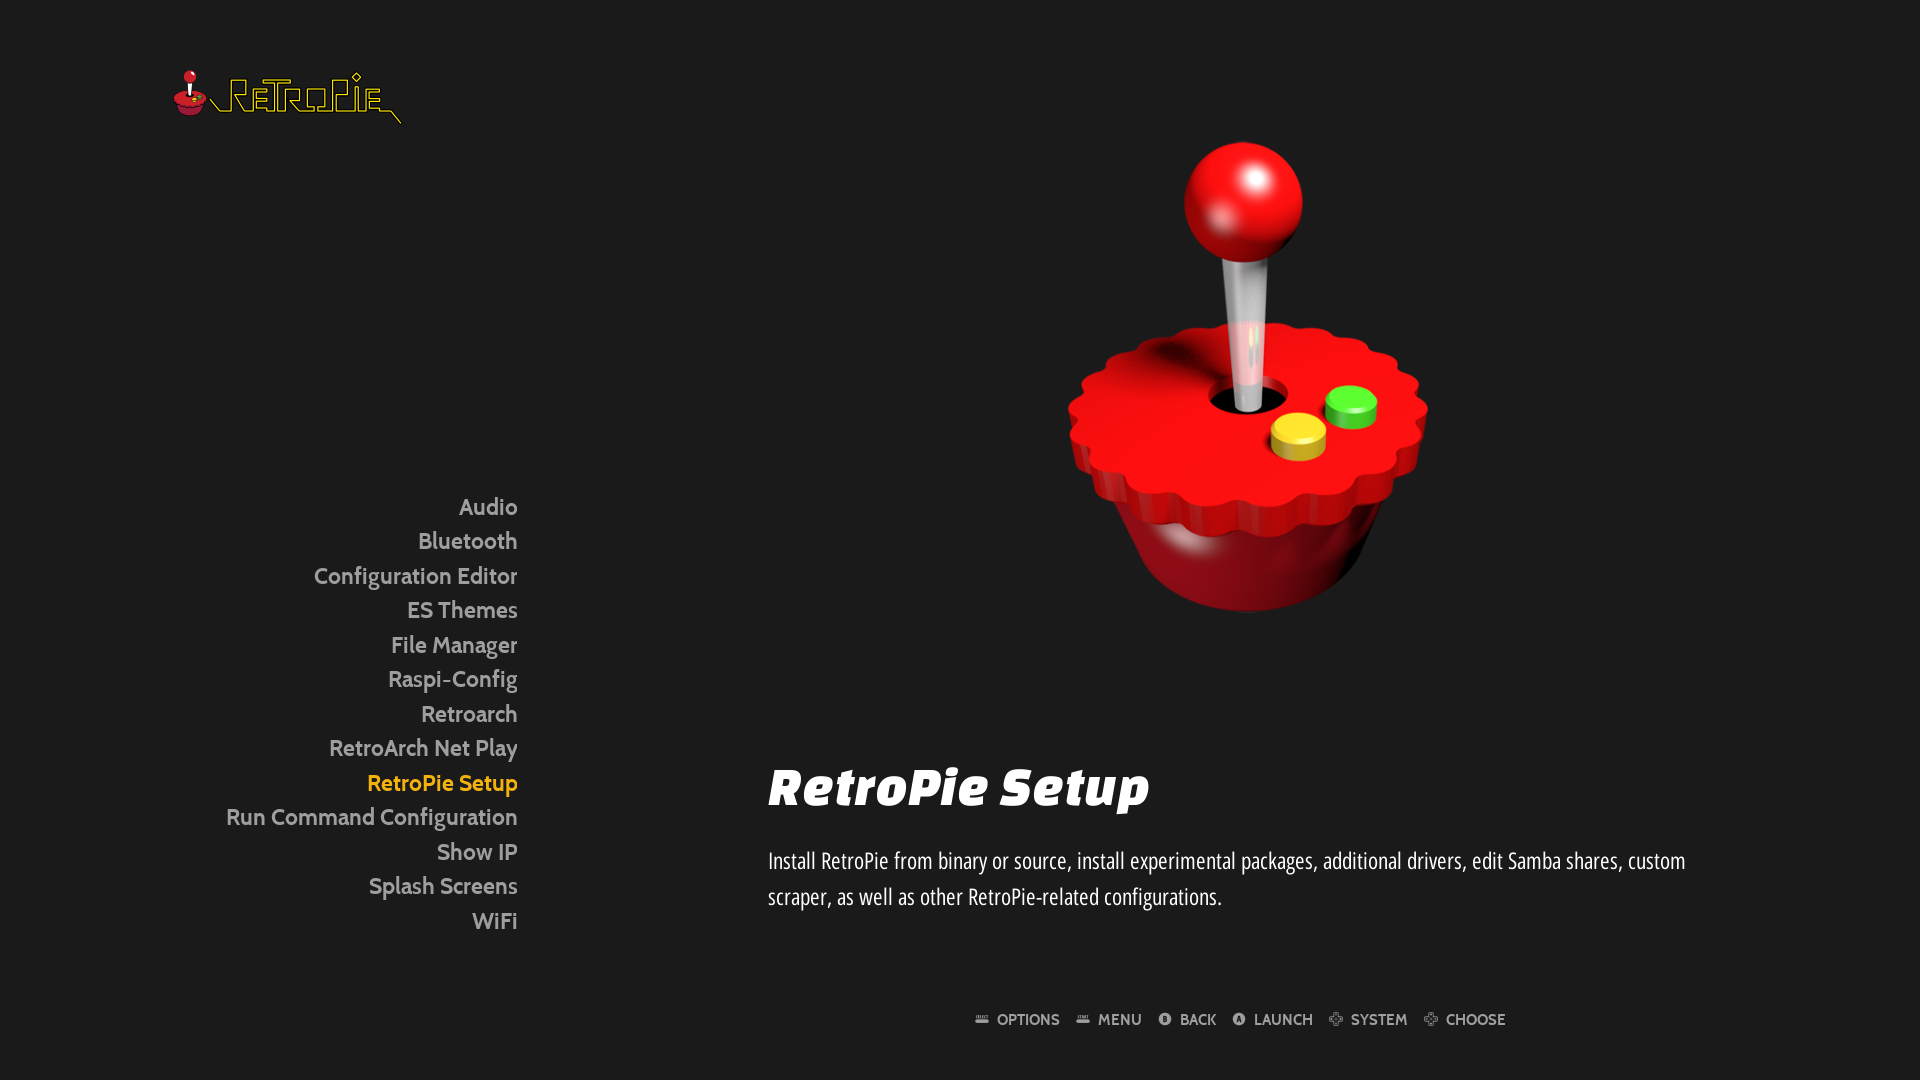 RetroPie
Audio
Bluetooth
Configuration Editor
ES Themes
File Manager
Raspi-Config
Retroarch
RetroArch Net Play
RetroPie Setup
Run Command Configuration
Show IP
Splash Screens
WiFi
RetroPie Setup
Install RetroPie from binary or source, install experimental packages, additional drivers, edit Samba shares, custom
scraper, as well as other RetroPie-related configurations.
SELECT OPTIONS START MENU B BACK A LAUNCH SYSTEM CHOOSE